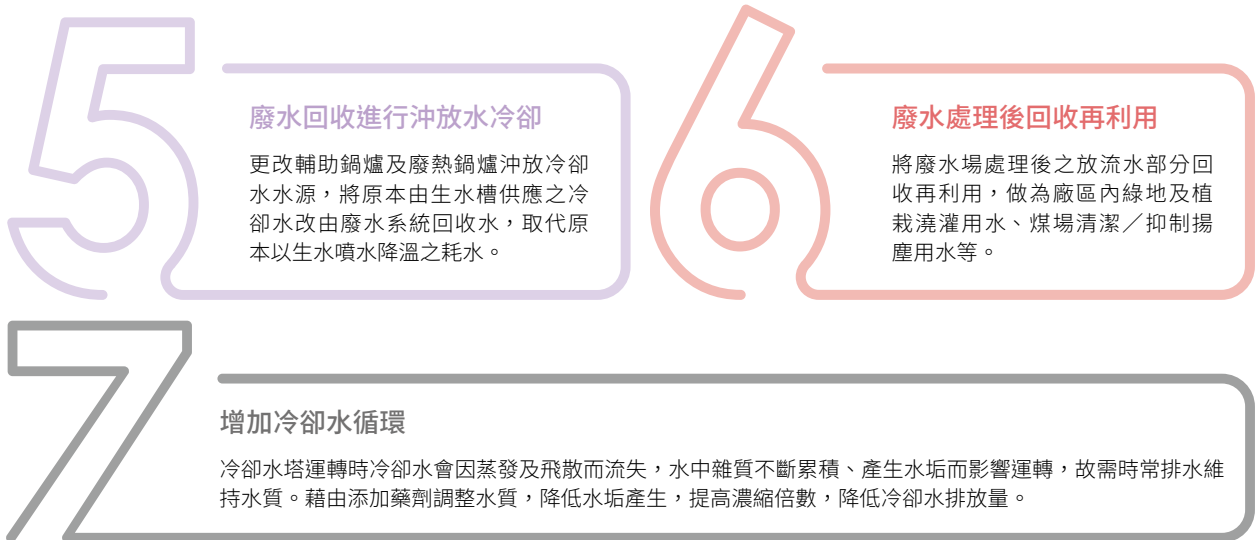 5
廢水回收進行沖放水冷卻
更改輔助鍋爐及廢熱鍋爐沖放冷卻
水水源，將原本由生水槽供應之冷
卻水改由廢水系統回收水，取代原
本以生水噴水降溫之耗水。
6
廢水處理後回收再利用
將廢水場處理後之放流水部分回
收再利用，做為廠區內綠地及植
栽澆灌用水、煤場清潔／抑制揚
塵用水等。
7
增加冷卻水循環
冷卻水塔運轉時冷卻水會因蒸發及飛散而流失，水中雜質不斷累積、產生水垢而影響運轉，故需時常排水維
持水質。藉由添加藥劑調整水質，降低水垢產生，提高濃縮倍數，降低冷卻水排放量。